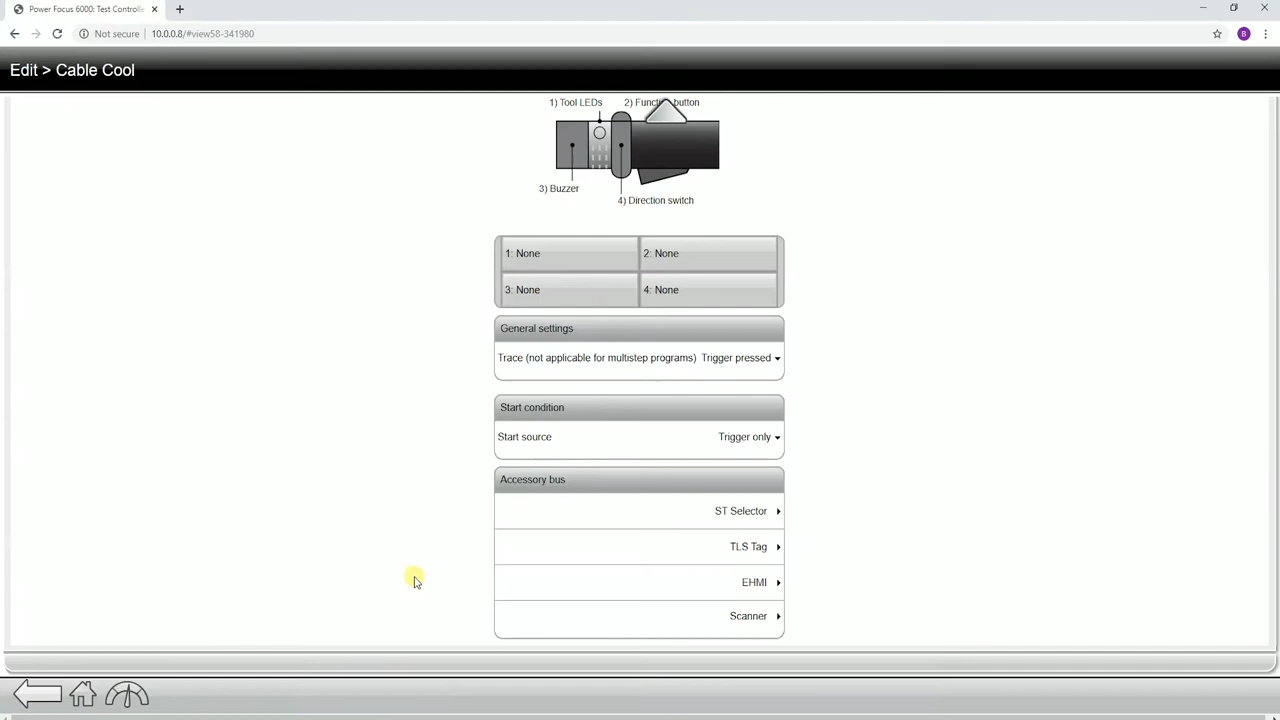 Power Focus 6000: Test Controlle
Not secure
10.0.0.8/#view58-341980
B
Edit > Cable Cool
1) Tool LEDs
2) Function button
3) Buzzer
4) Direction switch
1: None
2: None
3: None
4: None
General settings
Trace (not applicable for multistep programs) Trigger pressed
Start condition
Start source Trigger only
Accessory bus
ST Selector
TLS Tag
EHMI
Scanner